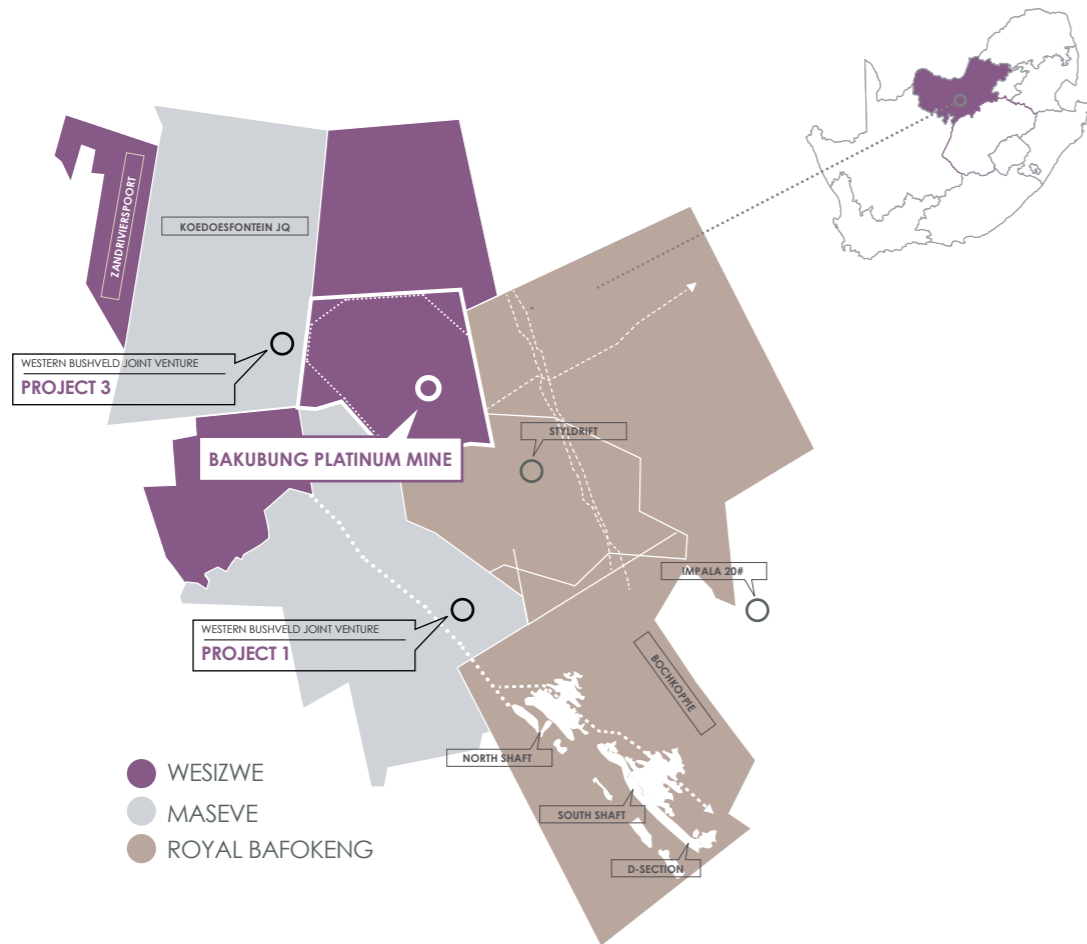 ZANDRIVIERSPOORT
KOEDOESFONTEIN JQ
WESTERN BUSHVELD JOINT VENTURE
PROJECT 3
BAKUBUNG PLATINUM MINE
STYLDRIFT
IMPALA 20#
WESTERN BUSHVELD JOINT VENTURE
PROJECT 1
BOCHKOPPIE
NORTH SHAFT
SOUTH SHAFT
D-SECTION
WESIZWE
MASEVE
ROYAL BAFOKENG